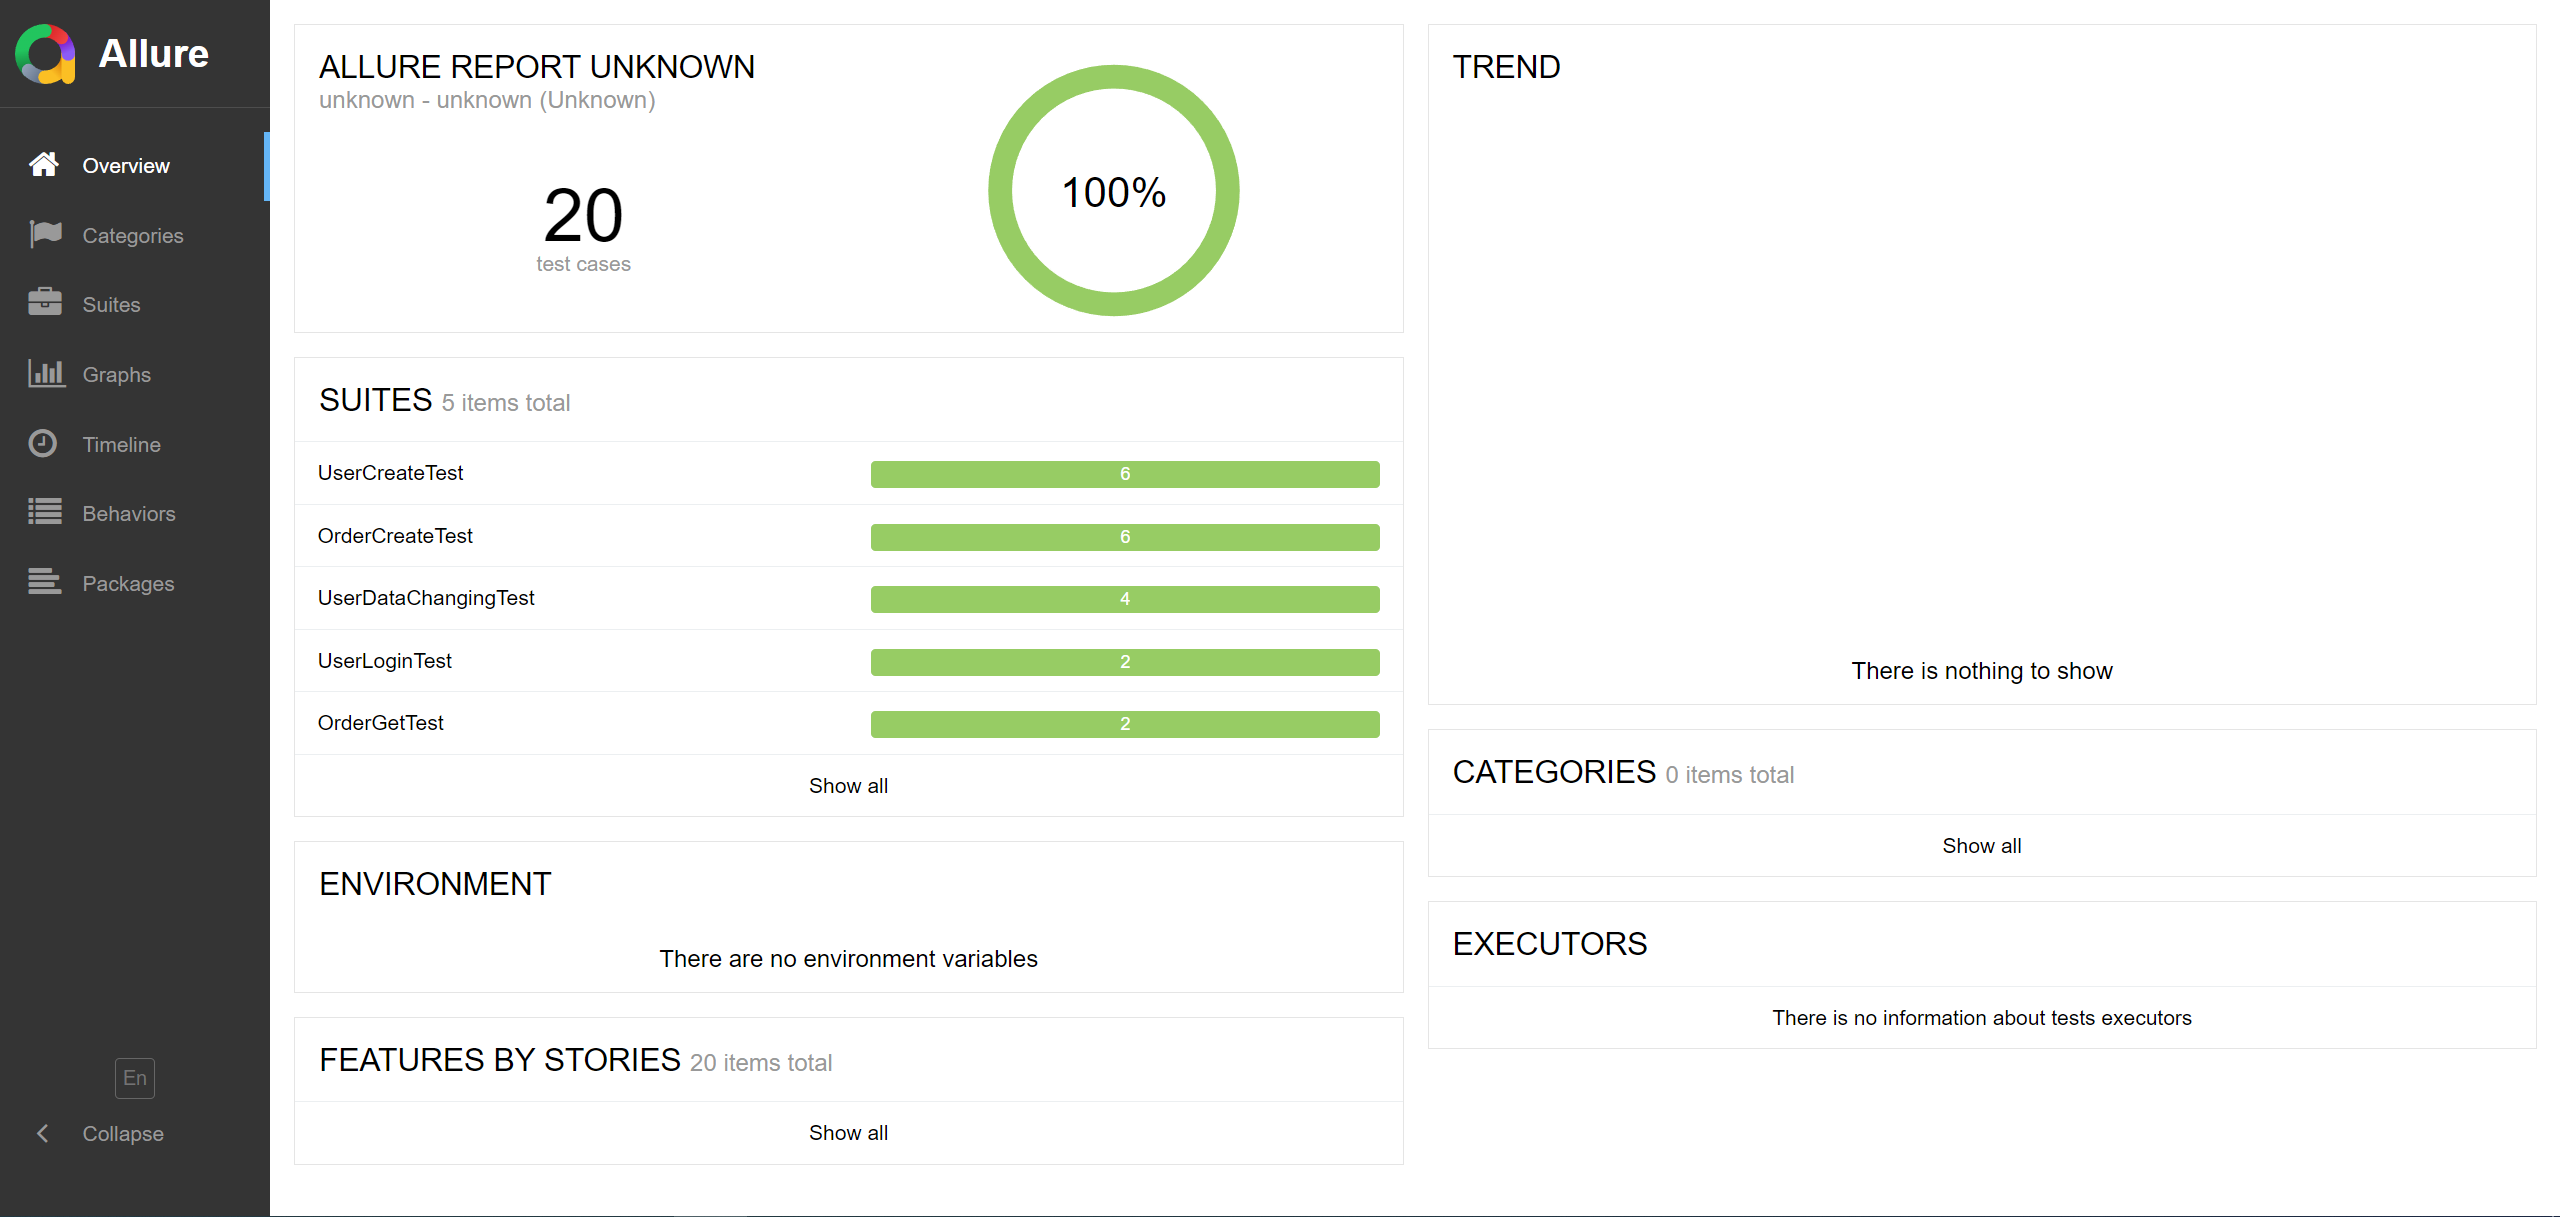 Allure
Overview
Categories
Suites
Graphs
Timeline
Behaviors
Packages
En
Collapse
ALLURE REPORT UNKNOWN
unknown - unknown (Unknown)
20
test cases
100%
SUITES 5 items total
UserCreateTest 6
OrderCreateTest 6
UserDataChangingTest 4
UserLoginTest 2
OrderGetTest 2
Show all
ENVIRONMENT
There are no environment variables
FEATURES BY STORIES 20 items total
Show all
TREND
There is nothing to show
CATEGORIES 0 items total
Show all
EXECUTORS
There is no information about tests executors